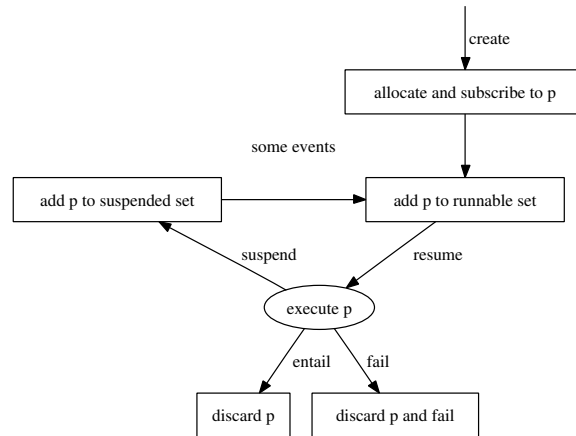 create
allocate and subscribe to p
some events
add p to suspended set
add p to runnable set
suspend
resume
execute p
entail
fail
discard p
discard p and fail